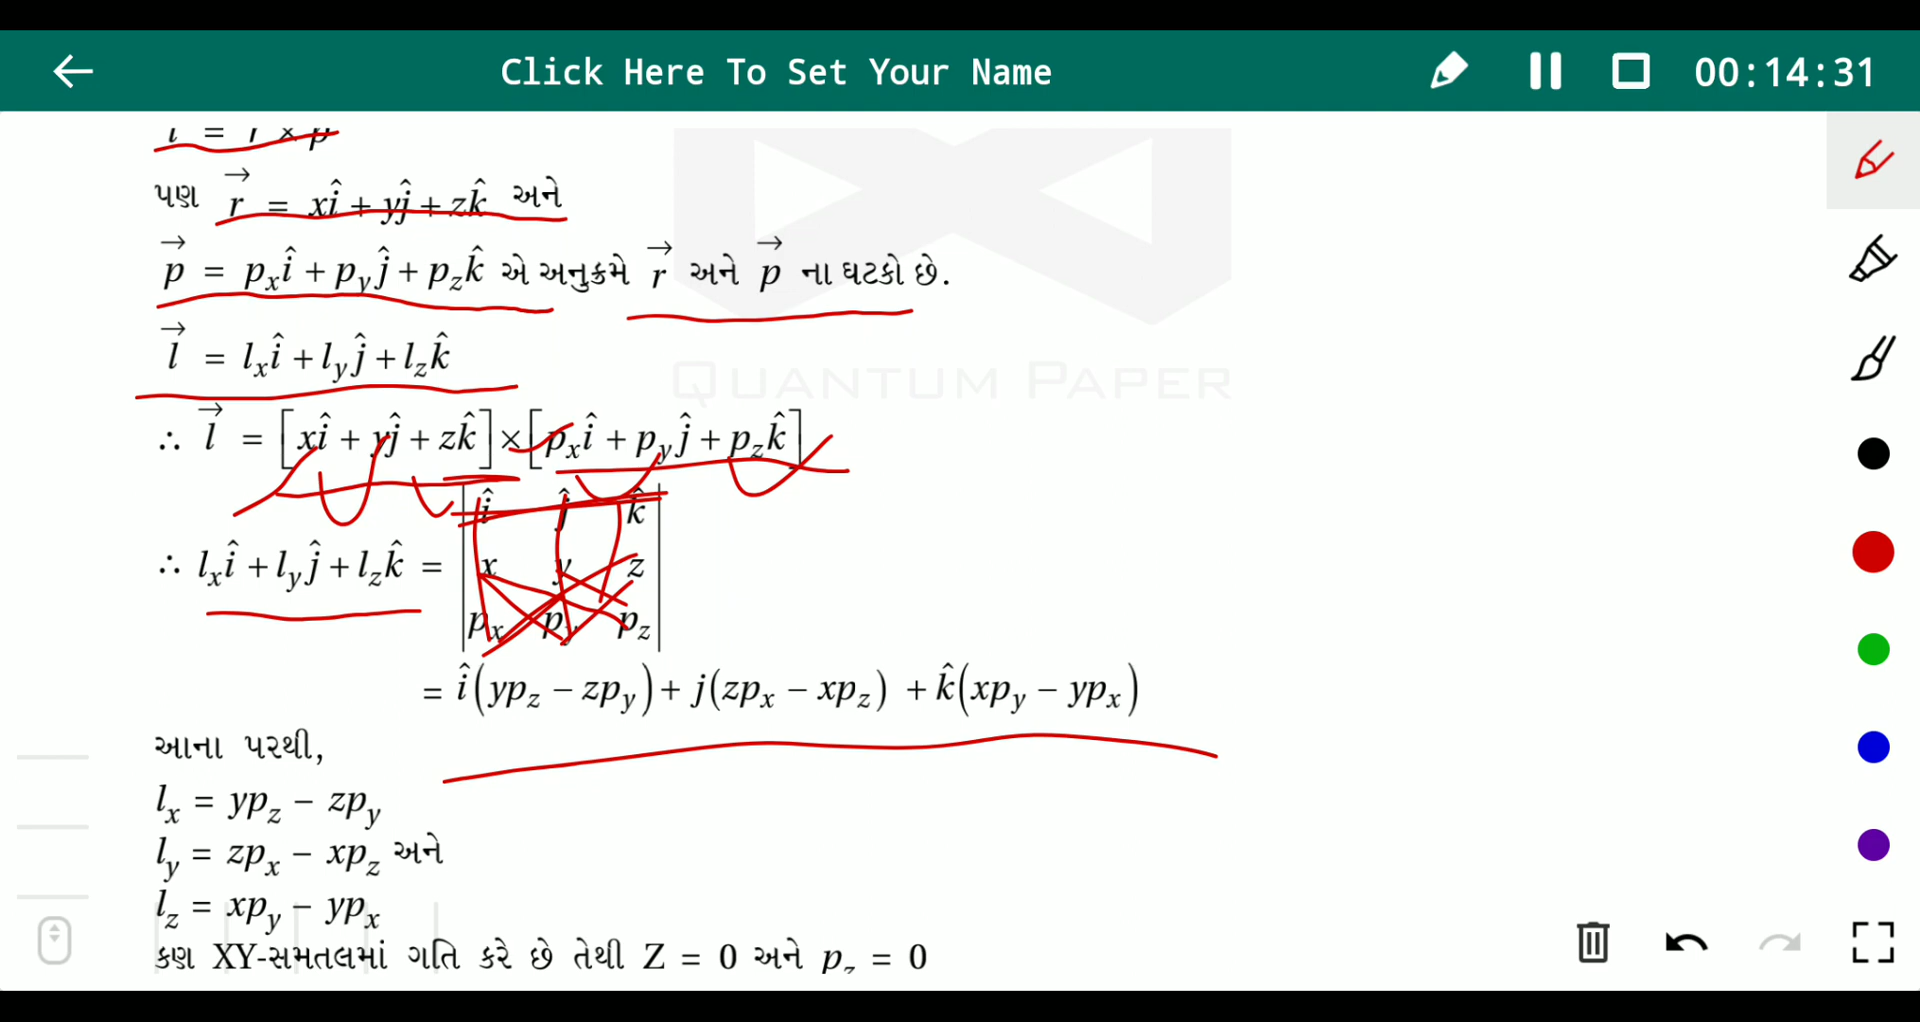 Click Here To Set Your Name 00:14:31
l = r × p
પણ r⃗ = xî + yĵ + zk̂ અને
p⃗ = pₓî + p_yĵ + p_zk̂ એ અનુક્રમે r⃗ અને p⃗ ના ઘટકો છે.
l⃗ = lₓî + l_yĵ + l_zk̂
QUANTUM PAPER
∴ l⃗ = [xî + yĵ + zk̂] × [pₓî + p_yĵ + p_zk̂]
î ĵ k̂
∴ lₓî + l_yĵ + l_zk̂ = x y z
pₓ p_y p_z
= î(yp_z − zp_y) + j(zpₓ − xp_z) + k̂(xp_y − ypₓ)
આના પરથી,
lₓ = yp_z − zp_y
l_y = zpₓ − xp_z અને
l_z = xp_y − ypₓ
કણ XY-સમતલમાં ગતિ કરે છે તેથી Z = 0 અને p_z = 0